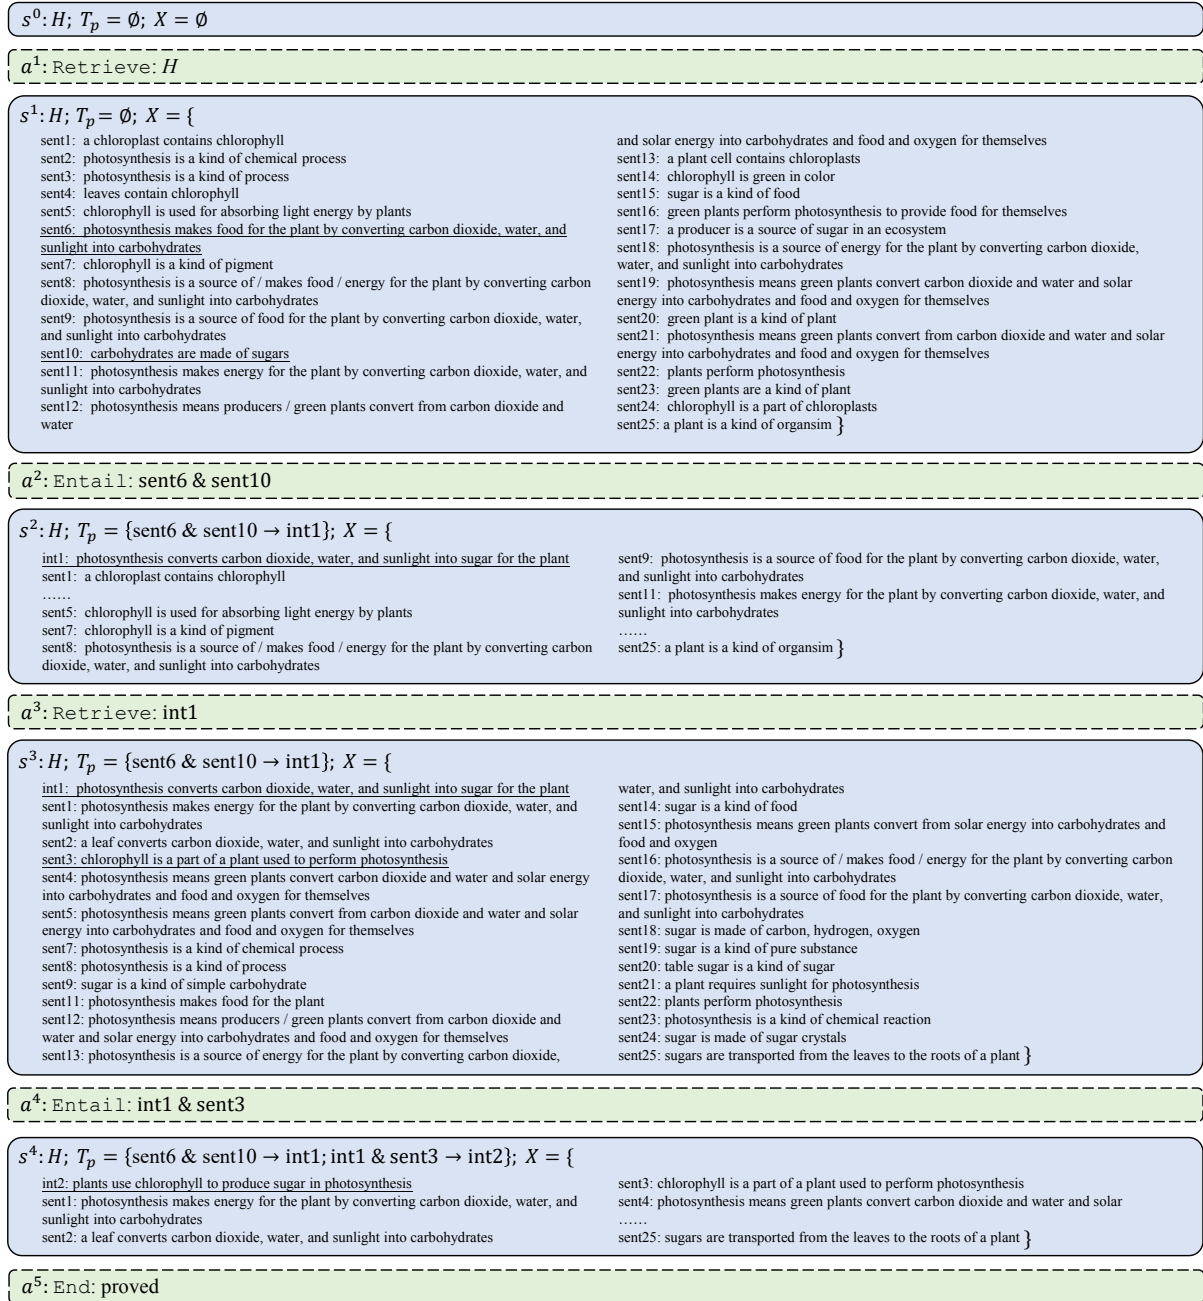 s⁰: H; Tₚ = ∅; X = ∅
a¹: Retrieve: H
s¹: H; Tₚ = ∅; X = {
sent1: a chloroplast contains chlorophyll
sent2: photosynthesis is a kind of chemical process
sent3: photosynthesis is a kind of process
sent4: leaves contain chlorophyll
sent5: chlorophyll is used for absorbing light energy by plants
sent6: photosynthesis makes food for the plant by converting carbon dioxide, water, and
sunlight into carbohydrates
sent7: chlorophyll is a kind of pigment
sent8: photosynthesis is a source of / makes food / energy for the plant by converting carbon
dioxide, water, and sunlight into carbohydrates
sent9: photosynthesis is a source of food for the plant by converting carbon dioxide, water,
and sunlight into carbohydrates
sent10: carbohydrates are made of sugars
sent11: photosynthesis makes energy for the plant by converting carbon dioxide, water, and
sunlight into carbohydrates
sent12: photosynthesis means producers / green plants convert from carbon dioxide and
water
and solar energy into carbohydrates and food and oxygen for themselves
sent13: a plant cell contains chloroplasts
sent14: chlorophyll is green in color
sent15: sugar is a kind of food
sent16: green plants perform photosynthesis to provide food for themselves
sent17: a producer is a source of sugar in an ecosystem
sent18: photosynthesis is a source of energy for the plant by converting carbon dioxide,
water, and sunlight into carbohydrates
sent19: photosynthesis means green plants convert carbon dioxide and water and solar
energy into carbohydrates and food and oxygen for themselves
sent20: green plant is a kind of plant
sent21: photosynthesis means green plants convert from carbon dioxide and water and solar
energy into carbohydrates and food and oxygen for themselves
sent22: plants perform photosynthesis
sent23: green plants are a kind of plant
sent24: chlorophyll is a part of chloroplasts
sent25: a plant is a kind of organsim }
a²: Entail: sent6 & sent10
s²: H; Tₚ = {sent6 & sent10 → int1}; X = {
int1: photosynthesis converts carbon dioxide, water, and sunlight into sugar for the plant
sent1: a chloroplast contains chlorophyll
......
sent5: chlorophyll is used for absorbing light energy by plants
sent7: chlorophyll is a kind of pigment
sent8: photosynthesis is a source of / makes food / energy for the plant by converting carbon
dioxide, water, and sunlight into carbohydrates
sent9: photosynthesis is a source of food for the plant by converting carbon dioxide, water,
and sunlight into carbohydrates
sent11: photosynthesis makes energy for the plant by converting carbon dioxide, water, and
sunlight into carbohydrates
......
sent25: a plant is a kind of organsim }
a³: Retrieve: int1
s³: H; Tₚ = {sent6 & sent10 → int1}; X = {
int1: photosynthesis converts carbon dioxide, water, and sunlight into sugar for the plant
sent1: photosynthesis makes energy for the plant by converting carbon dioxide, water, and
sunlight into carbohydrates
sent2: a leaf converts carbon dioxide, water, and sunlight into carbohydrates
sent3: chlorophyll is a part of a plant used to perform photosynthesis
sent4: photosynthesis means green plants convert carbon dioxide and water and solar energy
into carbohydrates and food and oxygen for themselves
sent5: photosynthesis means green plants convert from carbon dioxide and water and solar
energy into carbohydrates and food and oxygen for themselves
sent7: photosynthesis is a kind of chemical process
sent8: photosynthesis is a kind of process
sent9: sugar is a kind of simple carbohydrate
sent11: photosynthesis makes food for the plant
sent12: photosynthesis means producers / green plants convert from carbon dioxide and
water and solar energy into carbohydrates and food and oxygen for themselves
sent13: photosynthesis is a source of energy for the plant by converting carbon dioxide,
water, and sunlight into carbohydrates
sent14: sugar is a kind of food
sent15: photosynthesis means green plants convert from solar energy into carbohydrates and
food and oxygen
sent16: photosynthesis is a source of / makes food / energy for the plant by converting carbon
dioxide, water, and sunlight into carbohydrates
sent17: photosynthesis is a source of food for the plant by converting carbon dioxide, water,
and sunlight into carbohydrates
sent18: sugar is made of carbon, hydrogen, oxygen
sent19: sugar is a kind of pure substance
sent20: table sugar is a kind of sugar
sent21: a plant requires sunlight for photosynthesis
sent22: plants perform photosynthesis
sent23: photosynthesis is a kind of chemical reaction
sent24: sugar is made of sugar crystals
sent25: sugars are transported from the leaves to the roots of a plant }
a⁴: Entail: int1 & sent3
s⁴: H; Tₚ = {sent6 & sent10 → int1; int1 & sent3 → int2}; X = {
int2: plants use chlorophyll to produce sugar in photosynthesis
sent1: photosynthesis makes energy for the plant by converting carbon dioxide, water, and
sunlight into carbohydrates
sent2: a leaf converts carbon dioxide, water, and sunlight into carbohydrates
sent3: chlorophyll is a part of a plant used to perform photosynthesis
sent4: photosynthesis means green plants convert carbon dioxide and water and solar
......
sent25: sugars are transported from the leaves to the roots of a plant }
a⁵: End: proved